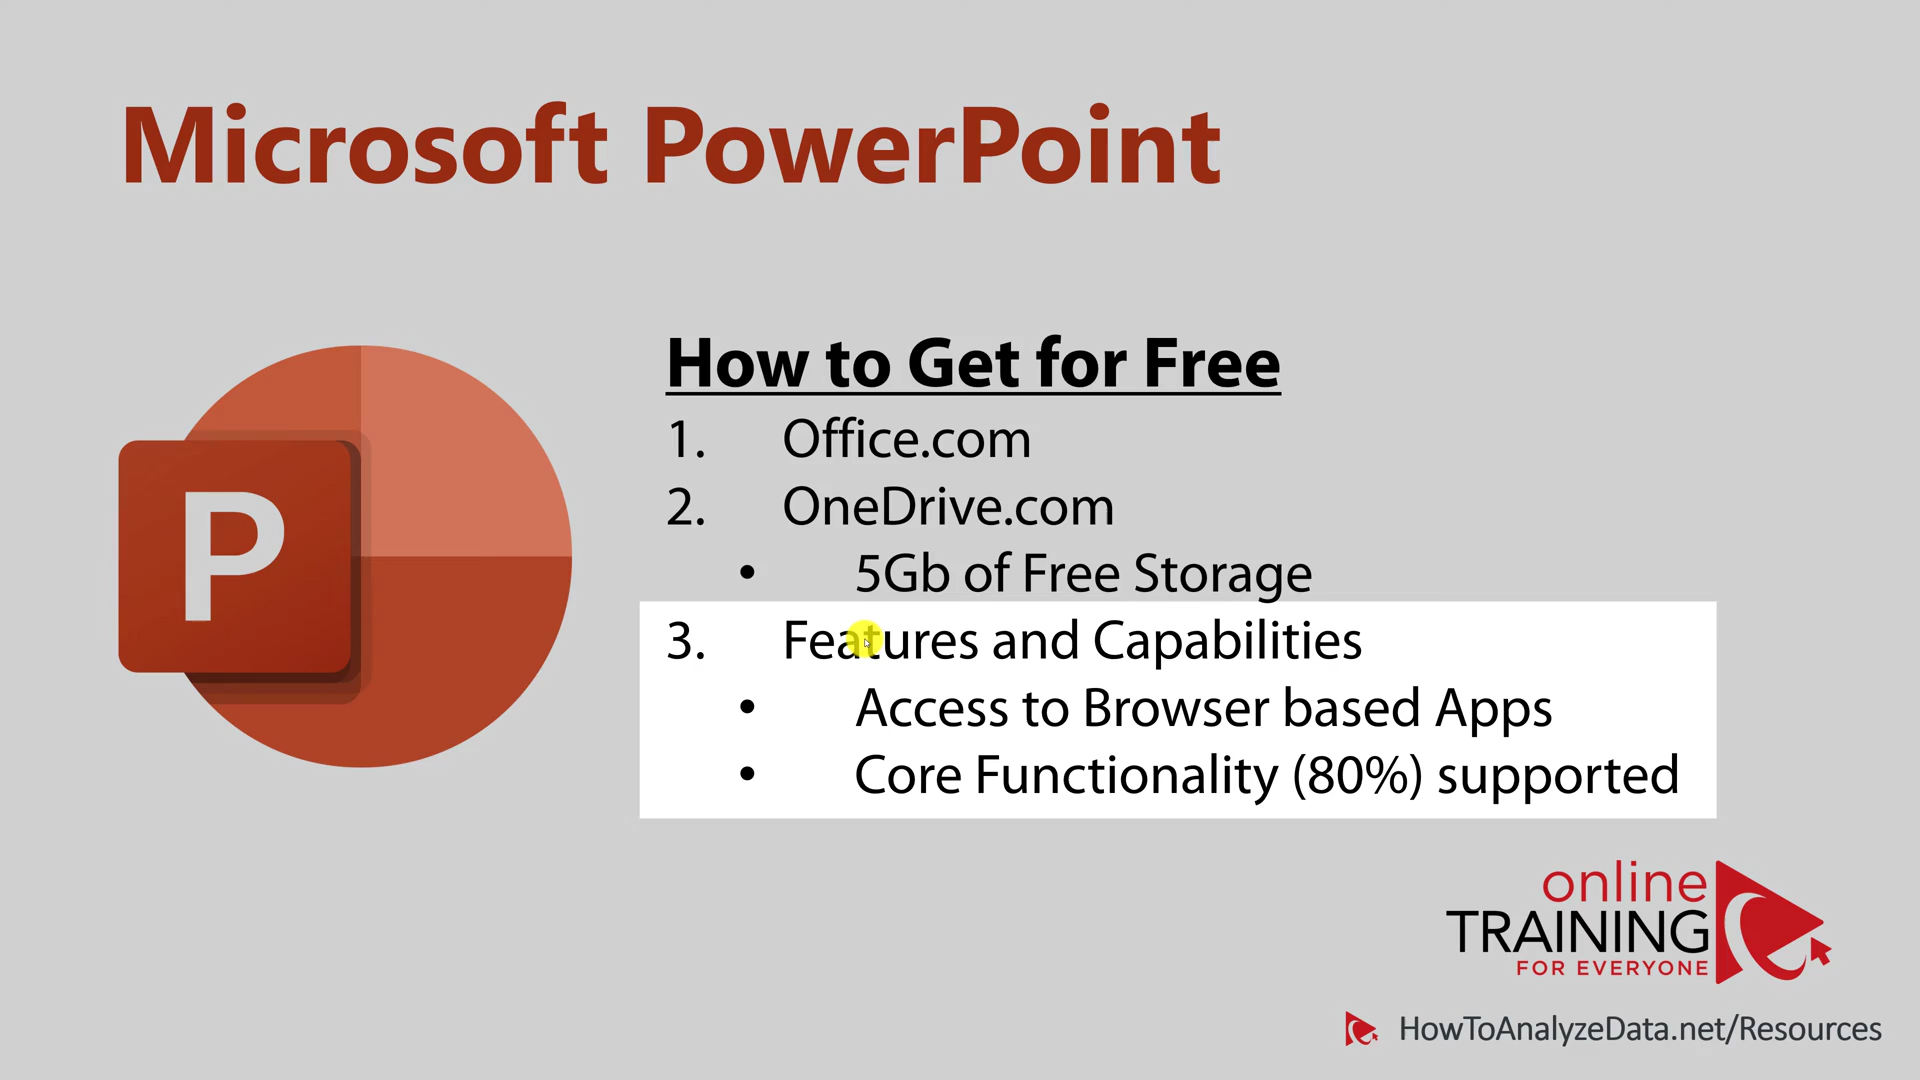 Microsoft PowerPoint
P
How to Get for Free
1. Office.com
2. OneDrive.com
• 5Gb of Free Storage
3. Features and Capabilities
• Access to Browser based Apps
• Core Functionality (80%) supported
online
TRAINING
FOR EVERYONE
HowToAnalyzeData.net/Resources